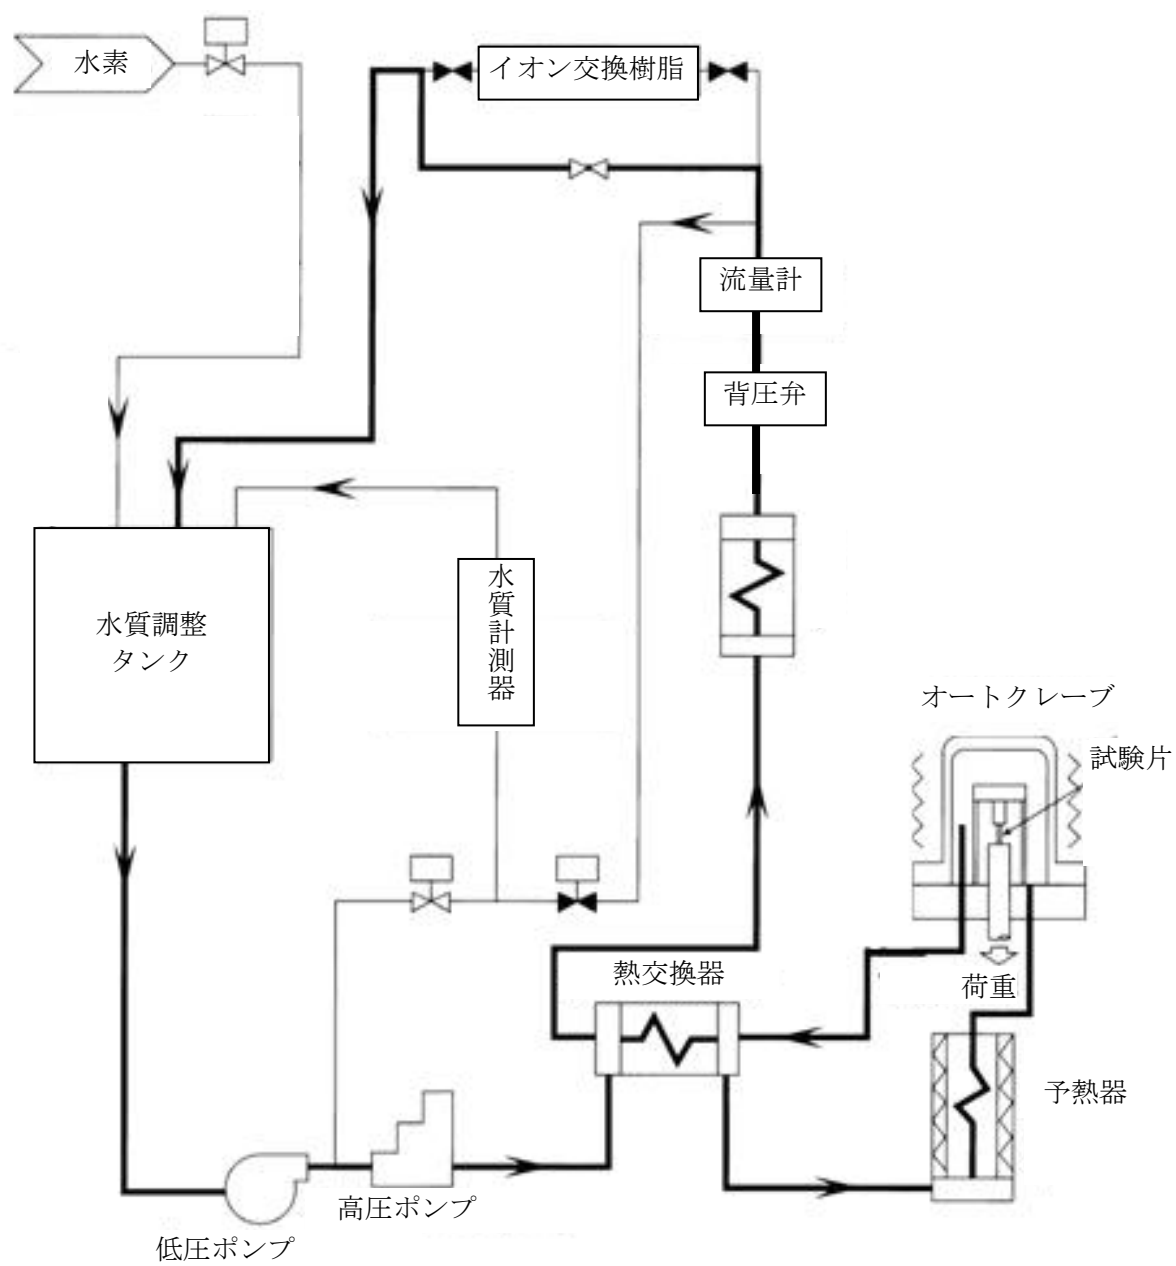 水素
イオン交換樹脂
流量計
背圧弁
水質計測器
水質調整
タンク
オートクレーブ
試験片
荷重
熱交換器
予熱器
高圧ポンプ
低圧ポンプ